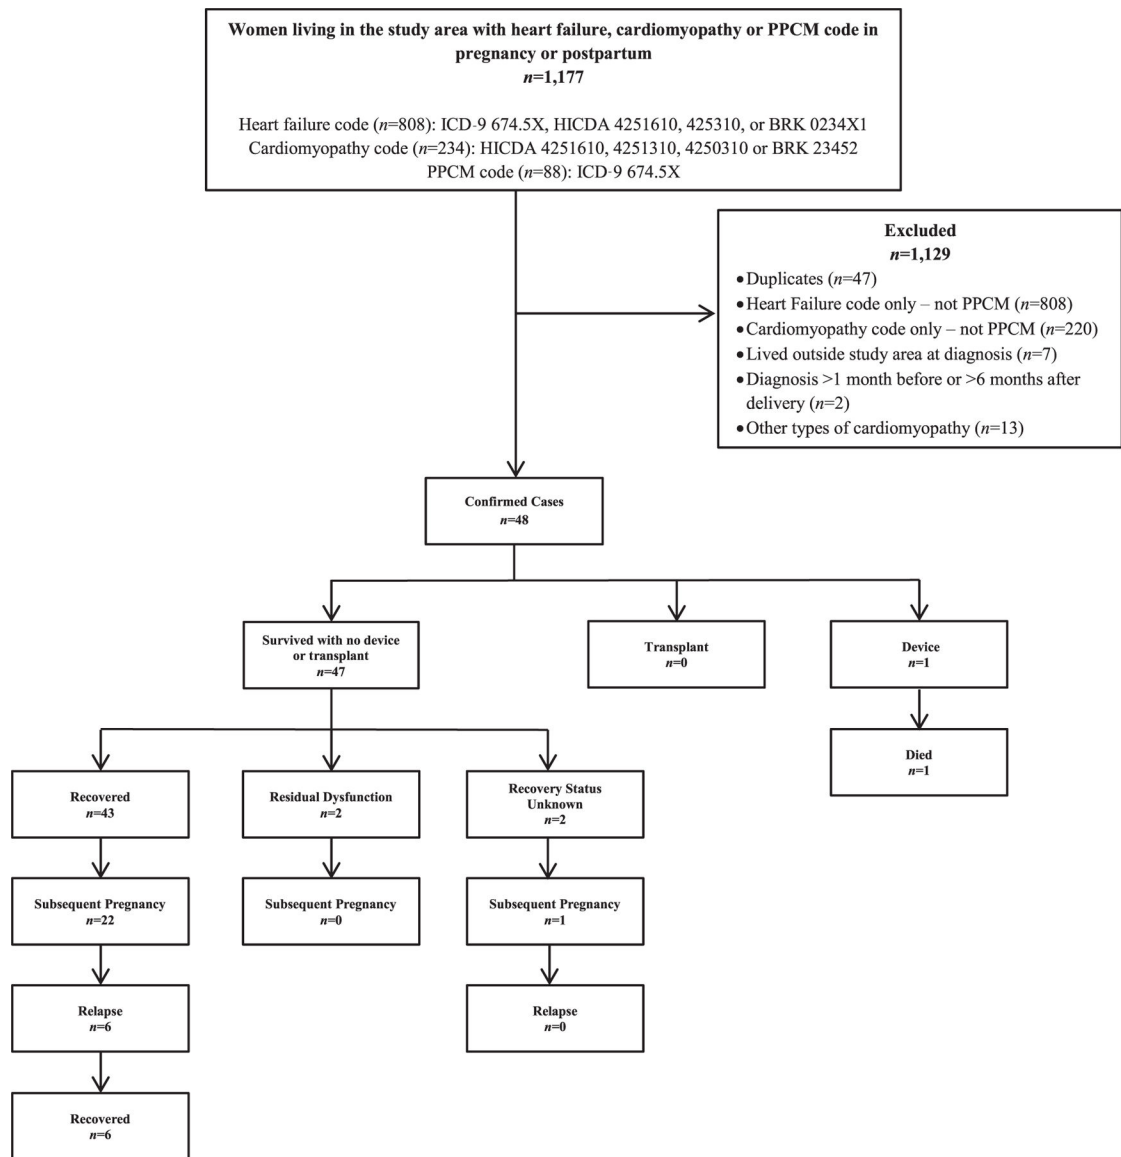 Women living in the study area with heart failure, cardiomyopathy or PPCM code in
pregnancy or postpartum
n=1,177
Heart failure code (n=808): ICD-9 674.5X, HICDA 4251610, 425310, or BRK 0234X1
Cardiomyopathy code (n=234): HICDA 4251610, 4251310, 4250310 or BRK 23452
PPCM code (n=88): ICD-9 674.5X
Excluded
n=1,129
•Duplicates (n=47)
•Heart Failure code only – not PPCM (n=808)
•Cardiomyopathy code only – not PPCM (n=220)
•Lived outside study area at diagnosis (n=7)
•Diagnosis >1 month before or >6 months after
delivery (n=2)
•Other types of cardiomyopathy (n=13)
Confirmed Cases
n=48
Survived with no device
or transplant
n=47
Transplant
n=0
Device
n=1
Died
n=1
Recovered
n=43
Residual Dysfunction
n=2
Recovery Status
Unknown
n=2
Subsequent Pregnancy
n=22
Subsequent Pregnancy
n=0
Subsequent Pregnancy
n=1
Relapse
n=6
Relapse
n=0
Recovered
n=6